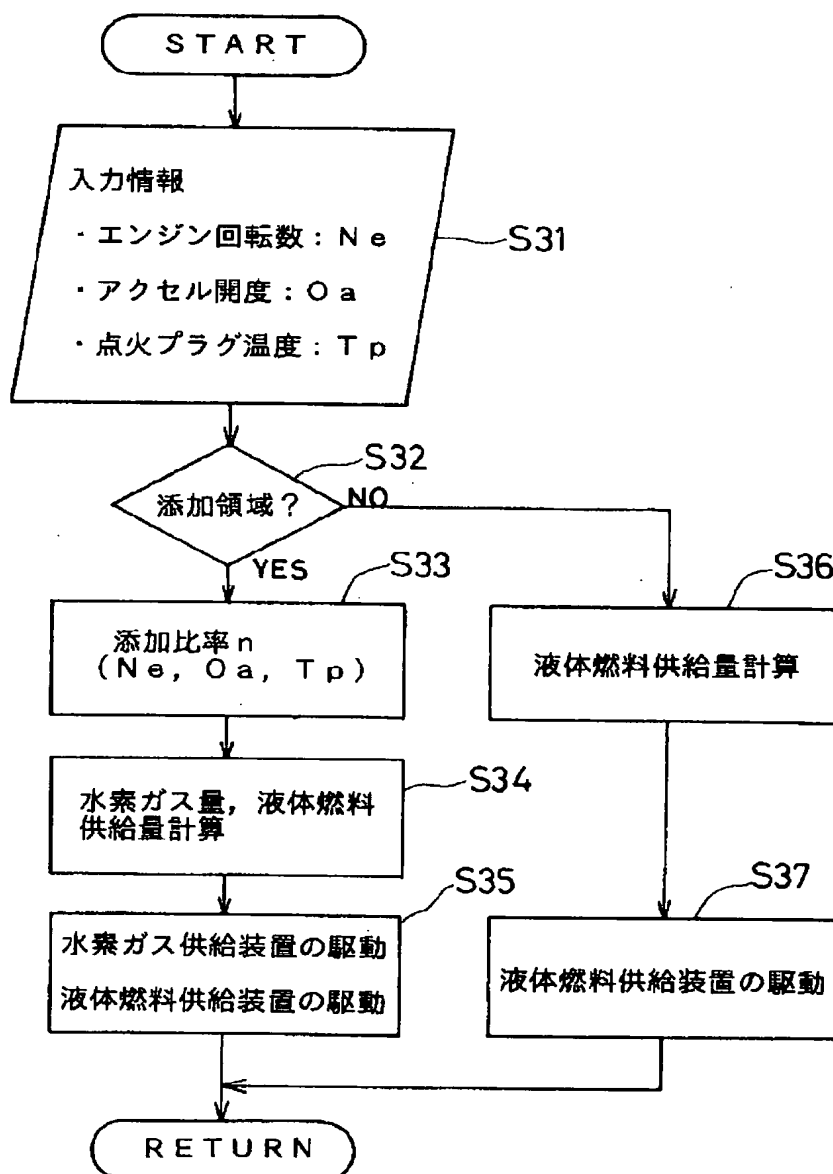 START
入力情報
・エンジン回転数：Ne
・アクセル開度：Oa
・点火プラグ温度：Tp
S31
S32
添加領域？
NO
YES
S33
添加比率n
(Ne, Oa, Tp)
S36
液体燃料供給量計算
S34
水素ガス量，液体燃料
供給量計算
S35
水素ガス供給装置の駆動
液体燃料供給装置の駆動
S37
液体燃料供給装置の駆動
RETURN